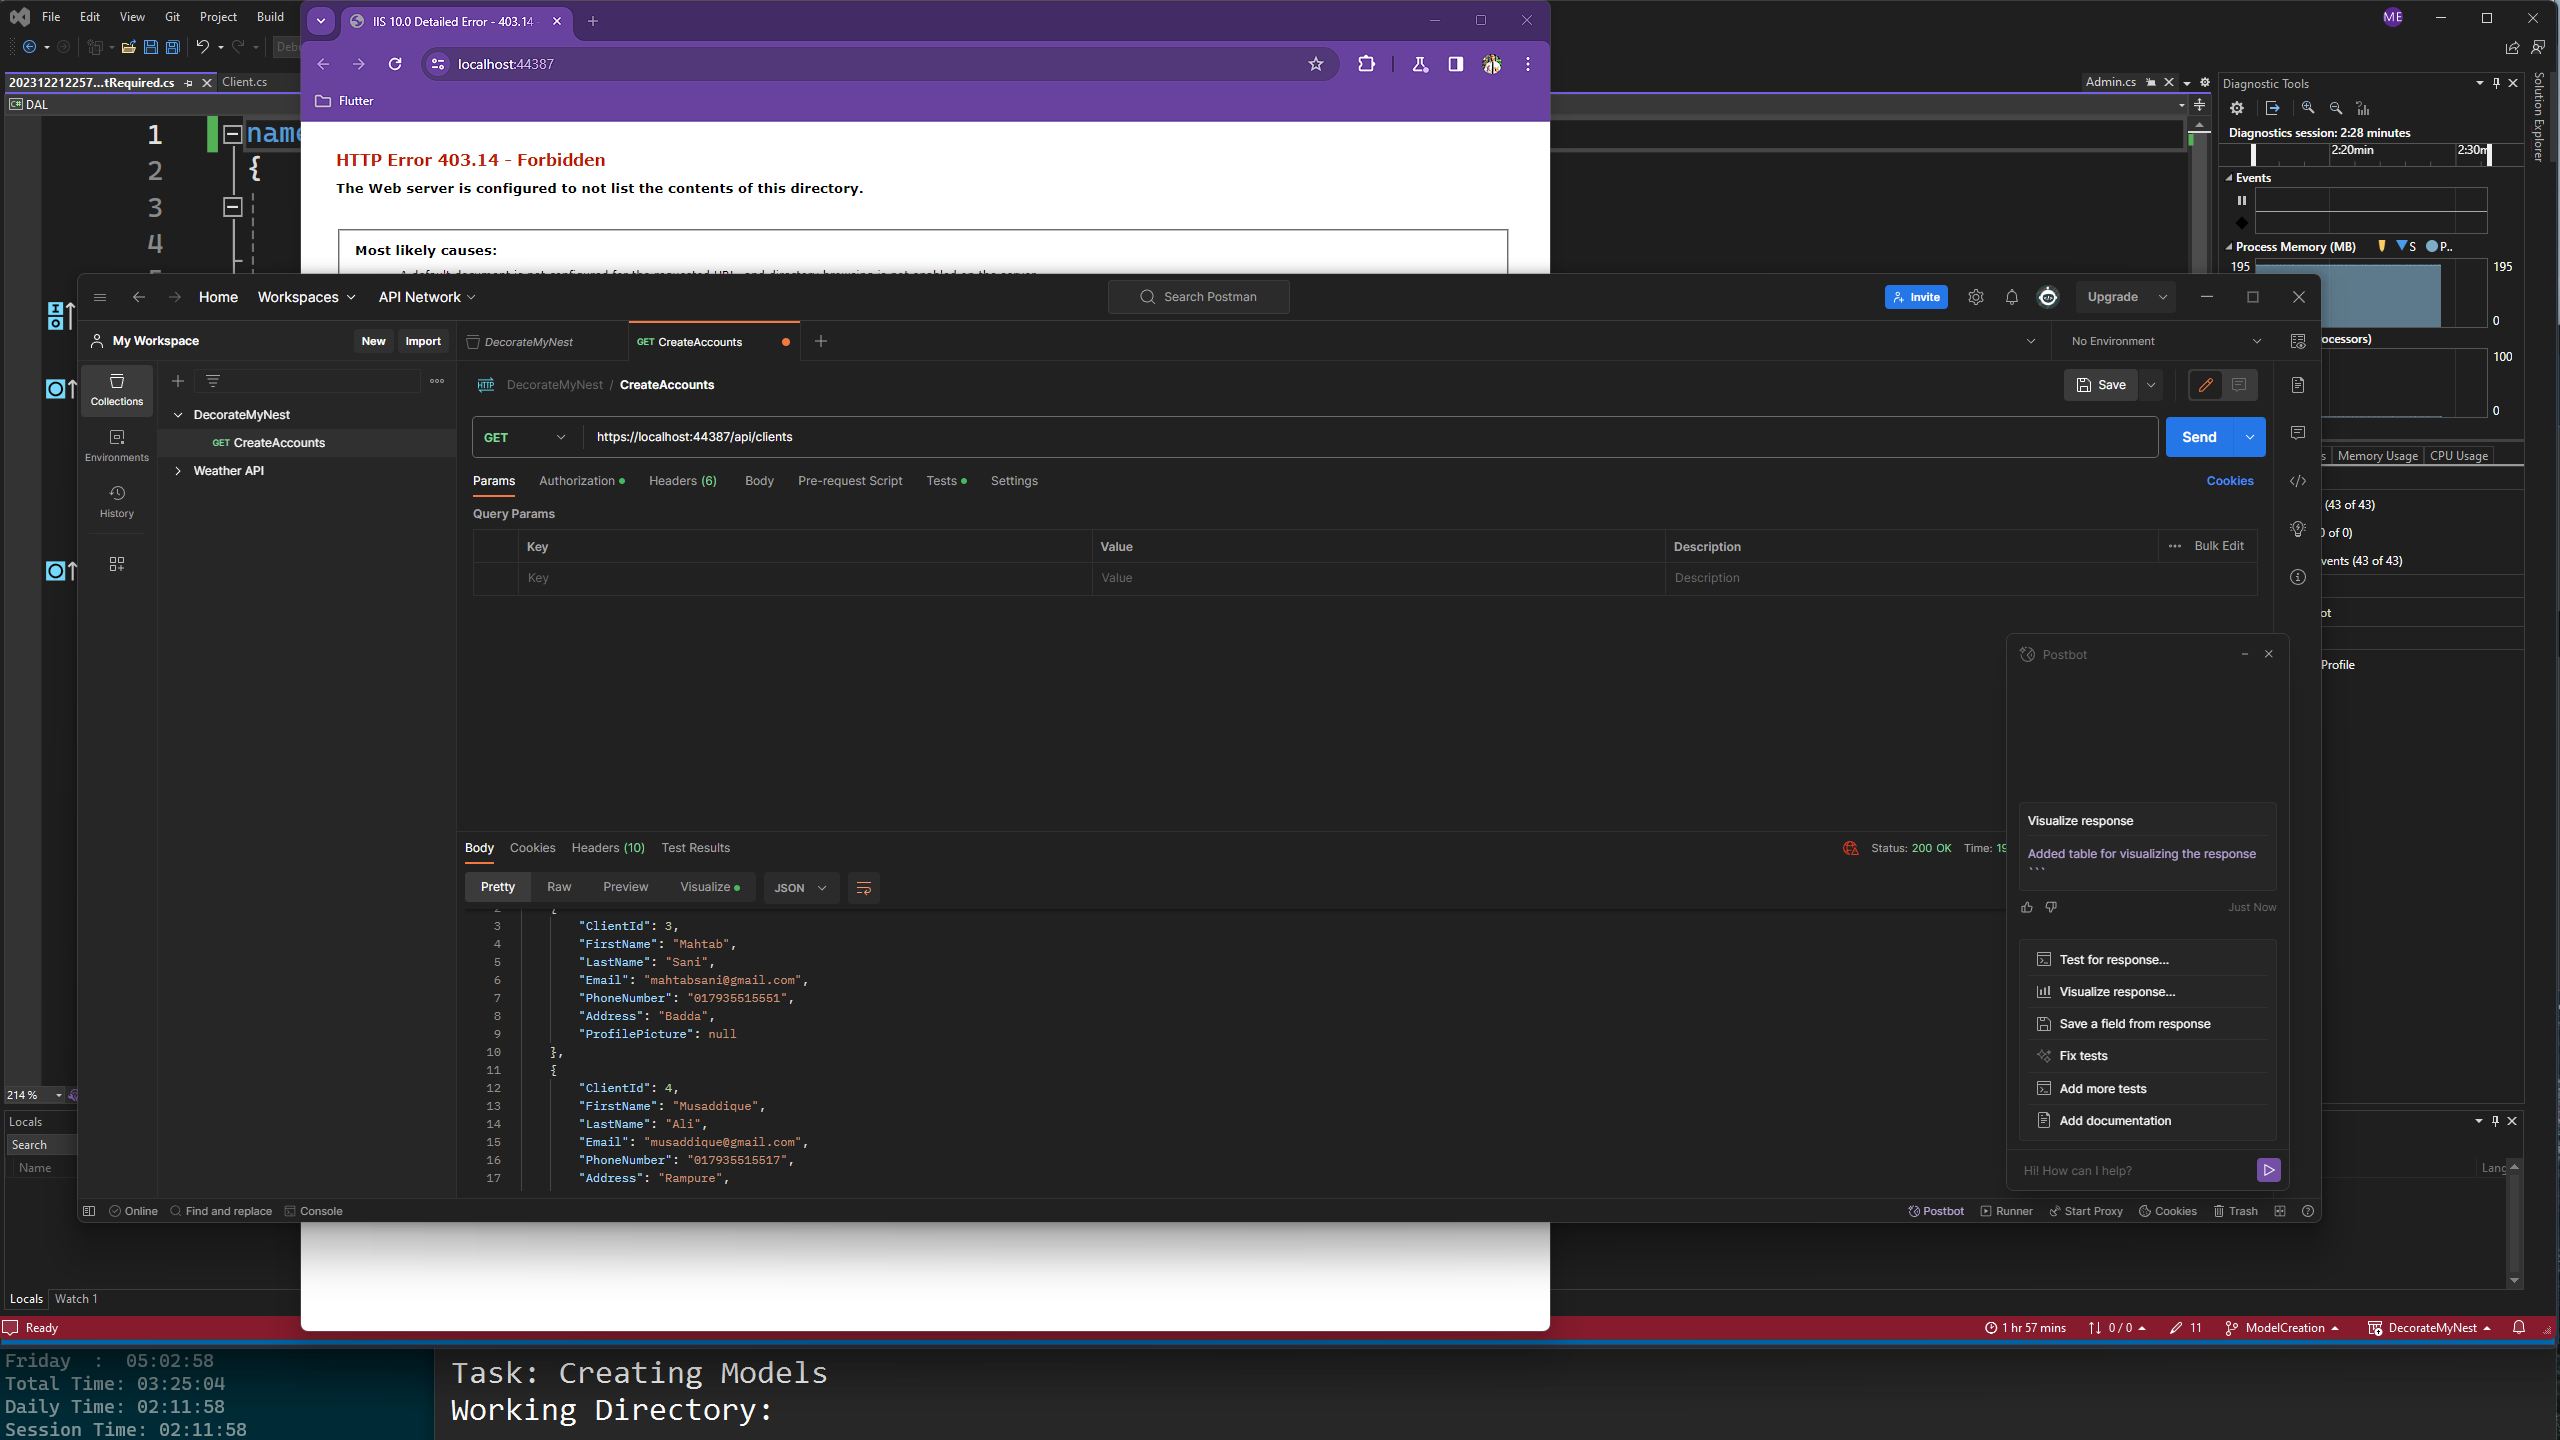 File Edit View Git Project Build
ME
IIS 10.0 Detailed Error - 403.14
localhost:44387
Flutter
202312212257...tRequired.cs
Client.cs
Admin.cs
DAL
1
2
{
3
4
HTTP Error 403.14 - Forbidden
The Web server is configured to not list the contents of this directory.
Most likely causes:
Diagnostic Tools
Solution Explorer
Diagnostics session: 2:28 minutes
2:20min
Events
Process Memory (MB)
S
P..
195
195
0
ocessors)
100
0
Memory Usage
CPU Usage
(43 of 43)
of 0)
vents (43 of 43)
ot
Profile
Home Workspaces API Network
Search Postman
Invite
Upgrade
My Workspace
New
Import
DecorateMyNest
GET CreateAccounts
No Environment
Collections
Environments
History
DecorateMyNest
GET CreateAccounts
Weather API
HTTP DecorateMyNest / CreateAccounts
Save
GET
https://localhost:44387/api/clients
Send
Params Authorization Headers (6) Body Pre-request Script Tests Settings
Cookies
Query Params
Key Value Description
Bulk Edit
Key Value Description
Body Cookies Headers (10) Test Results
Status: 200 OK Time: 19
Pretty Raw Preview Visualize
JSON
3 "ClientId": 3,
4 "FirstName": "Mahtab",
5 "LastName": "Sani",
6 "Email": "mahtabsani@gmail.com",
7 "PhoneNumber": "017935515551",
8 "Address": "Badda",
9 "ProfilePicture": null
10 },
11 {
12 "ClientId": 4,
13 "FirstName": "Musaddique",
14 "LastName": "Ali",
15 "Email": "musaddique@gmail.com",
16 "PhoneNumber": "017935515517",
17 "Address": "Rampure",
Postbot
Visualize response
Added table for visualizing the response
```
Just Now
Test for response...
Visualize response...
Save a field from response
Fix tests
Add more tests
Add documentation
Hi! How can I help?
Online Find and replace Console
Postbot Runner Start Proxy Cookies Trash
214 %
Locals
Search
Name
Lang
Locals Watch 1
Ready
1 hr 57 mins
0 / 0
11
ModelCreation
DecorateMyNest
Friday : 05:02:58
Total Time: 03:25:04
Daily Time: 02:11:58
Session Time: 02:11:58
Task: Creating Models
Working Directory: